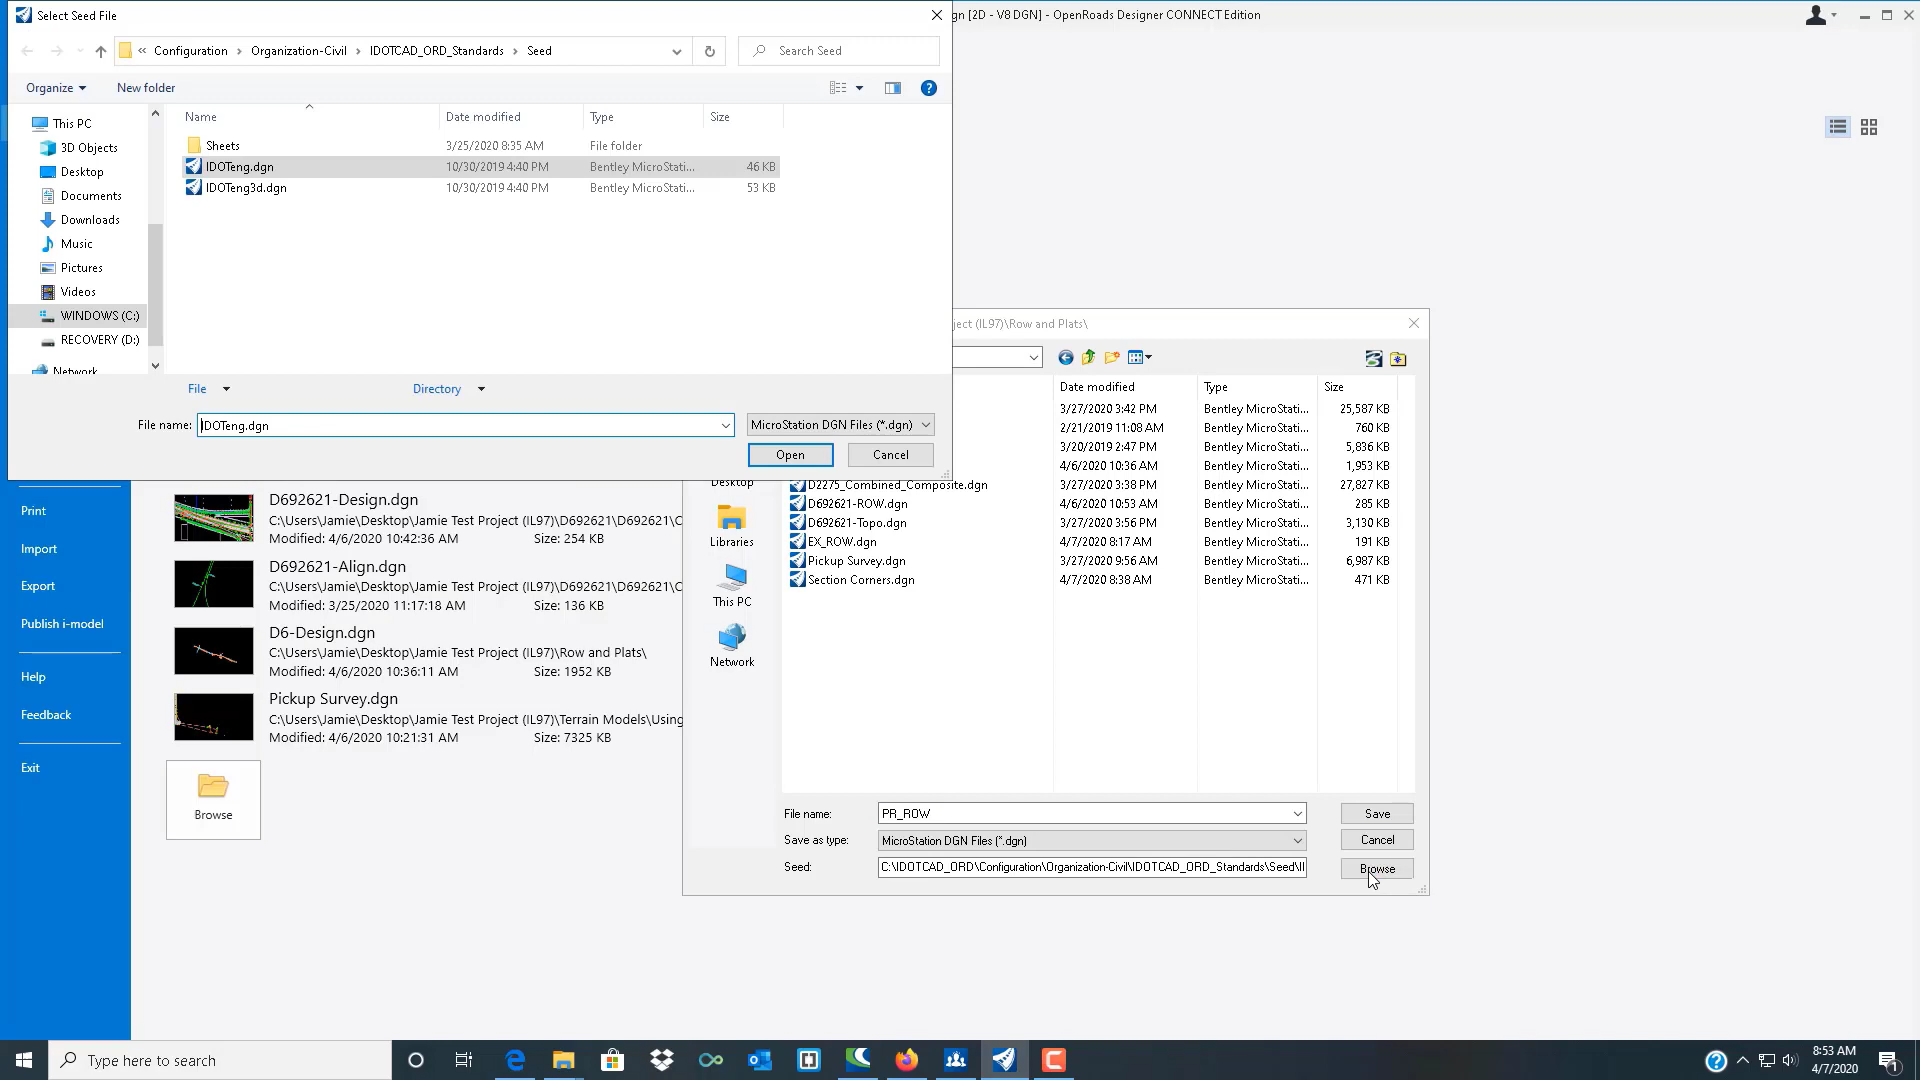 Select Seed File
gn [2D - V8 DGN] - OpenRoads Designer CONNECT Edition
« Configuration › Organization-Civil › IDOTCAD_ORD_Standards › Seed
Search Seed
Organize
New folder
Name
Date modified
Type
Size
This PC
3D Objects
Desktop
Documents
Downloads
Music
Pictures
Videos
WINDOWS (C:)
RECOVERY (D:)
Network
Sheets 3/25/2020 8:35 AM File folder
IDOTeng.dgn 10/30/2019 4:40 PM Bentley MicroStati... 46 KB
IDOTeng3d.dgn 10/30/2019 4:40 PM Bentley MicroStati... 53 KB
File
Directory
File name: IDOTeng.dgn
MicroStation DGN Files (*.dgn)
Open
Cancel
ject (IL97)\Row and Plats\
Date modified
Type
Size
3/27/2020 3:42 PM Bentley MicroStati... 25,587 KB
2/21/2019 11:08 AM Bentley MicroStati... 760 KB
3/20/2019 2:47 PM Bentley MicroStati... 5,836 KB
4/6/2020 10:36 AM Bentley MicroStati... 1,953 KB
D2275_Combined_Composite.dgn 3/27/2020 3:38 PM Bentley MicroStati... 27,827 KB
D692621-ROW.dgn 4/6/2020 10:53 AM Bentley MicroStati... 285 KB
D692621-Topo.dgn 3/27/2020 3:56 PM Bentley MicroStati... 3,130 KB
EX_ROW.dgn 4/7/2020 8:17 AM Bentley MicroStati... 191 KB
Pickup Survey.dgn 3/27/2020 9:56 AM Bentley MicroStati... 6,987 KB
Section Corners.dgn 4/7/2020 8:38 AM Bentley MicroStati... 471 KB
Desktop
Libraries
This PC
Network
File name: PR_ROW
Save
Save as type: MicroStation DGN Files (*.dgn)
Cancel
Seed: C:\IDOTCAD_ORD\Configuration\Organization-Civil\IDOTCAD_ORD_Standards\Seed\II
Browse
Print
Import
Export
Publish i-model
Help
Feedback
Exit
D692621-Design.dgn
C:\Users\Jamie\Desktop\Jamie Test Project (IL97)\D692621\D692621\C
Modified: 4/6/2020 10:42:36 AM Size: 254 KB
D692621-Align.dgn
C:\Users\Jamie\Desktop\Jamie Test Project (IL97)\D692621\D692621\C
Modified: 3/25/2020 11:17:18 AM Size: 136 KB
D6-Design.dgn
C:\Users\Jamie\Desktop\Jamie Test Project (IL97)\Row and Plats\
Modified: 4/6/2020 10:36:11 AM Size: 1952 KB
Pickup Survey.dgn
C:\Users\Jamie\Desktop\Jamie Test Project (IL97)\Terrain Models\Using
Modified: 4/6/2020 10:21:31 AM Size: 7325 KB
Browse
Type here to search
8:53 AM
4/7/2020
1